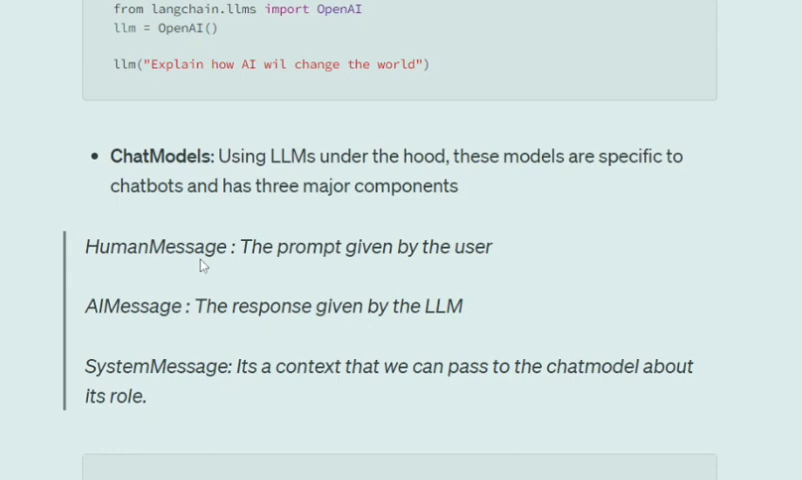 from langchain.llms import OpenAI
llm = OpenAI()
llm("Explain how AI wil change the world")
• ChatModels: Using LLMs under the hood, these models are specific to
chatbots and has three major components
HumanMessage : The prompt given by the user
AIMessage : The response given by the LLM
SystemMessage: Its a context that we can pass to the chatmodel about
its role.